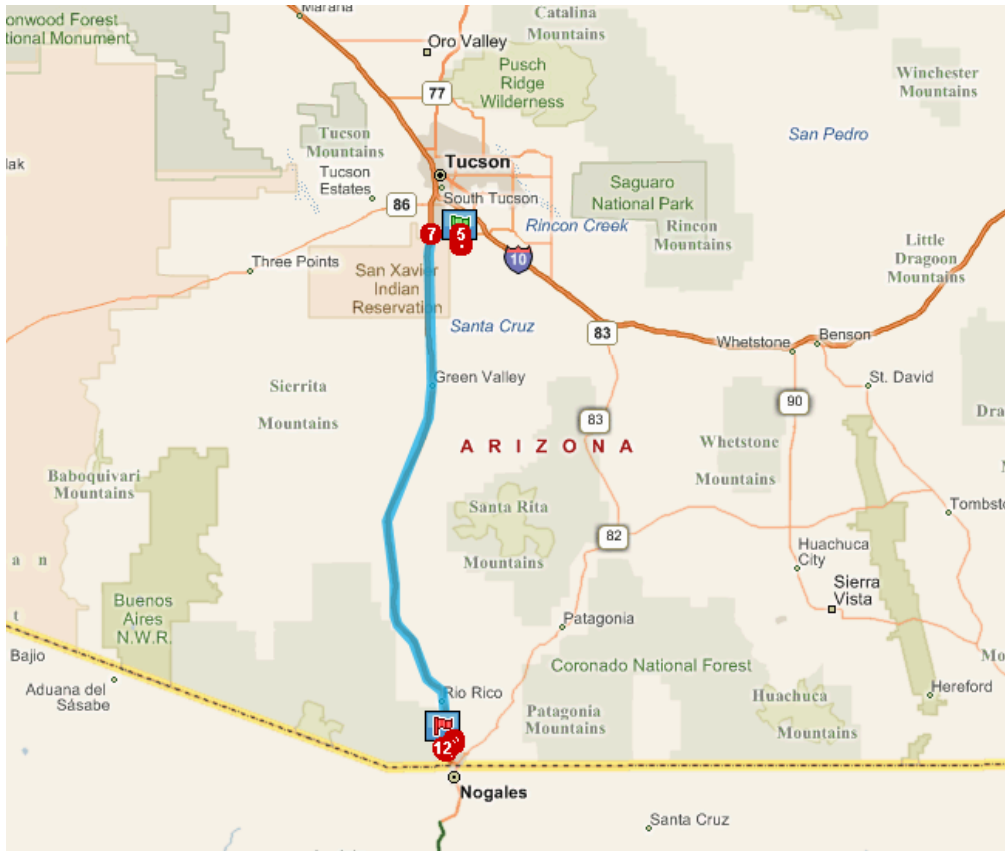 Marana
onwood Forest
tional Monument
Catalina
Mountains
Oro Valley
Pusch
Ridge
Wilderness
Winchester
Mountains
77
Tucson
Mountains
San Pedro
lak
Tucson
Tucson
Estates
86
South Tucson
Saguaro
National Park
7
5
Rincon Creek
Rincon
Mountains
Little
Dragoon
Mountains
10
Three Points
San Xavier
Indian
Reservation
Santa Cruz
83
Whetstone
Benson
Green Valley
St. David
Sierrita
Mountains
90
83
Dra
ARIZONA
Whetstone
Mountains
Baboquivari
Mountains
Santa Rita
Mountains
Tombsto
82
Huachuca
City
a n
Sierra
Vista
Buenos
Aires
N.W.R.
t
Patagonia
Bajio
Coronado National Forest
Mo
Aduana del
Sásabe
Rio Rico
Huachuca
Mountains
Hereford
Patagonia
Mountains
12
Nogales
Santa Cruz